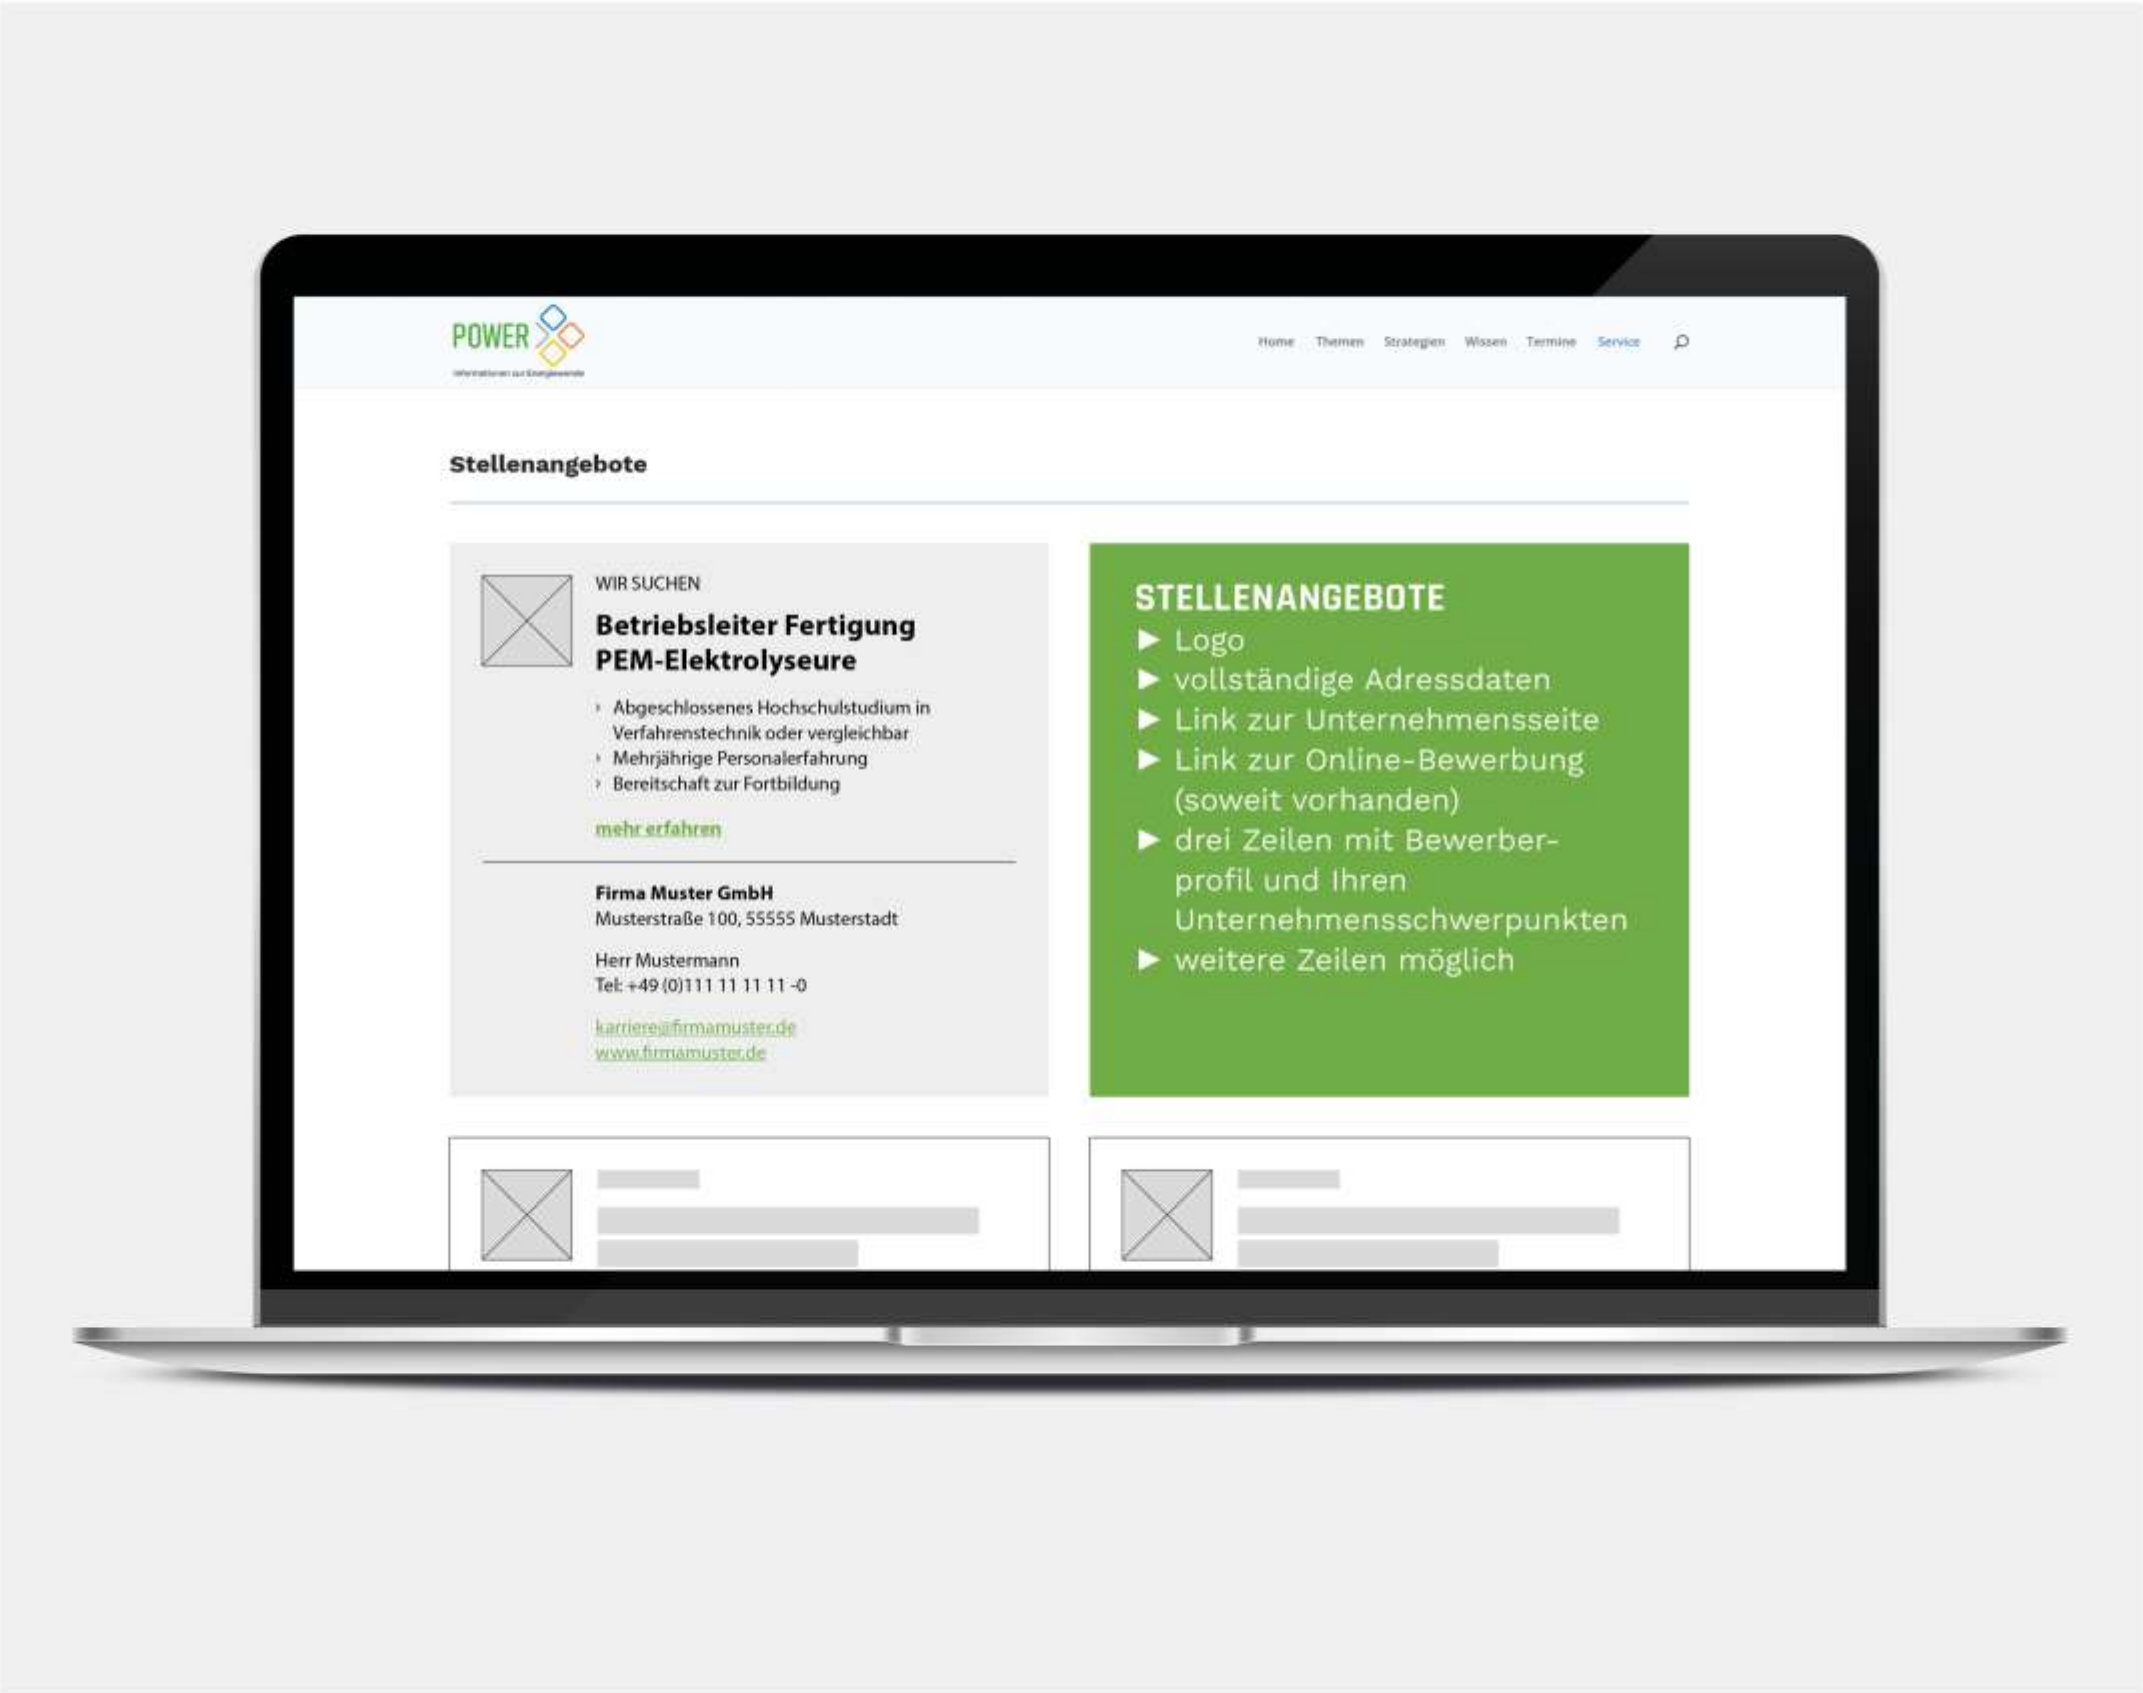 POWER
Informationen zur Energiewende
Home Themen Strategien Wissen Termine Service
Stellenangebote
WIR SUCHEN
Betriebsleiter Fertigung
PEM-Elektrolyseure
› Abgeschlossenes Hochschulstudium in
Verfahrenstechnik oder vergleichbar
› Mehrjährige Personalerfahrung
› Bereitschaft zur Fortbildung
mehr erfahren
Firma Muster GmbH
Musterstraße 100, 55555 Musterstadt
Herr Mustermann
Tel: +49 (0)111 11 11 11 -0
karriere@firmamuster.de
www.firmamuster.de
STELLENANGEBOTE
► Logo
► vollständige Adressdaten
► Link zur Unternehmensseite
► Link zur Online-Bewerbung
(soweit vorhanden)
► drei Zeilen mit Bewerber-
profil und Ihren
Unternehmensschwerpunkten
► weitere Zeilen möglich